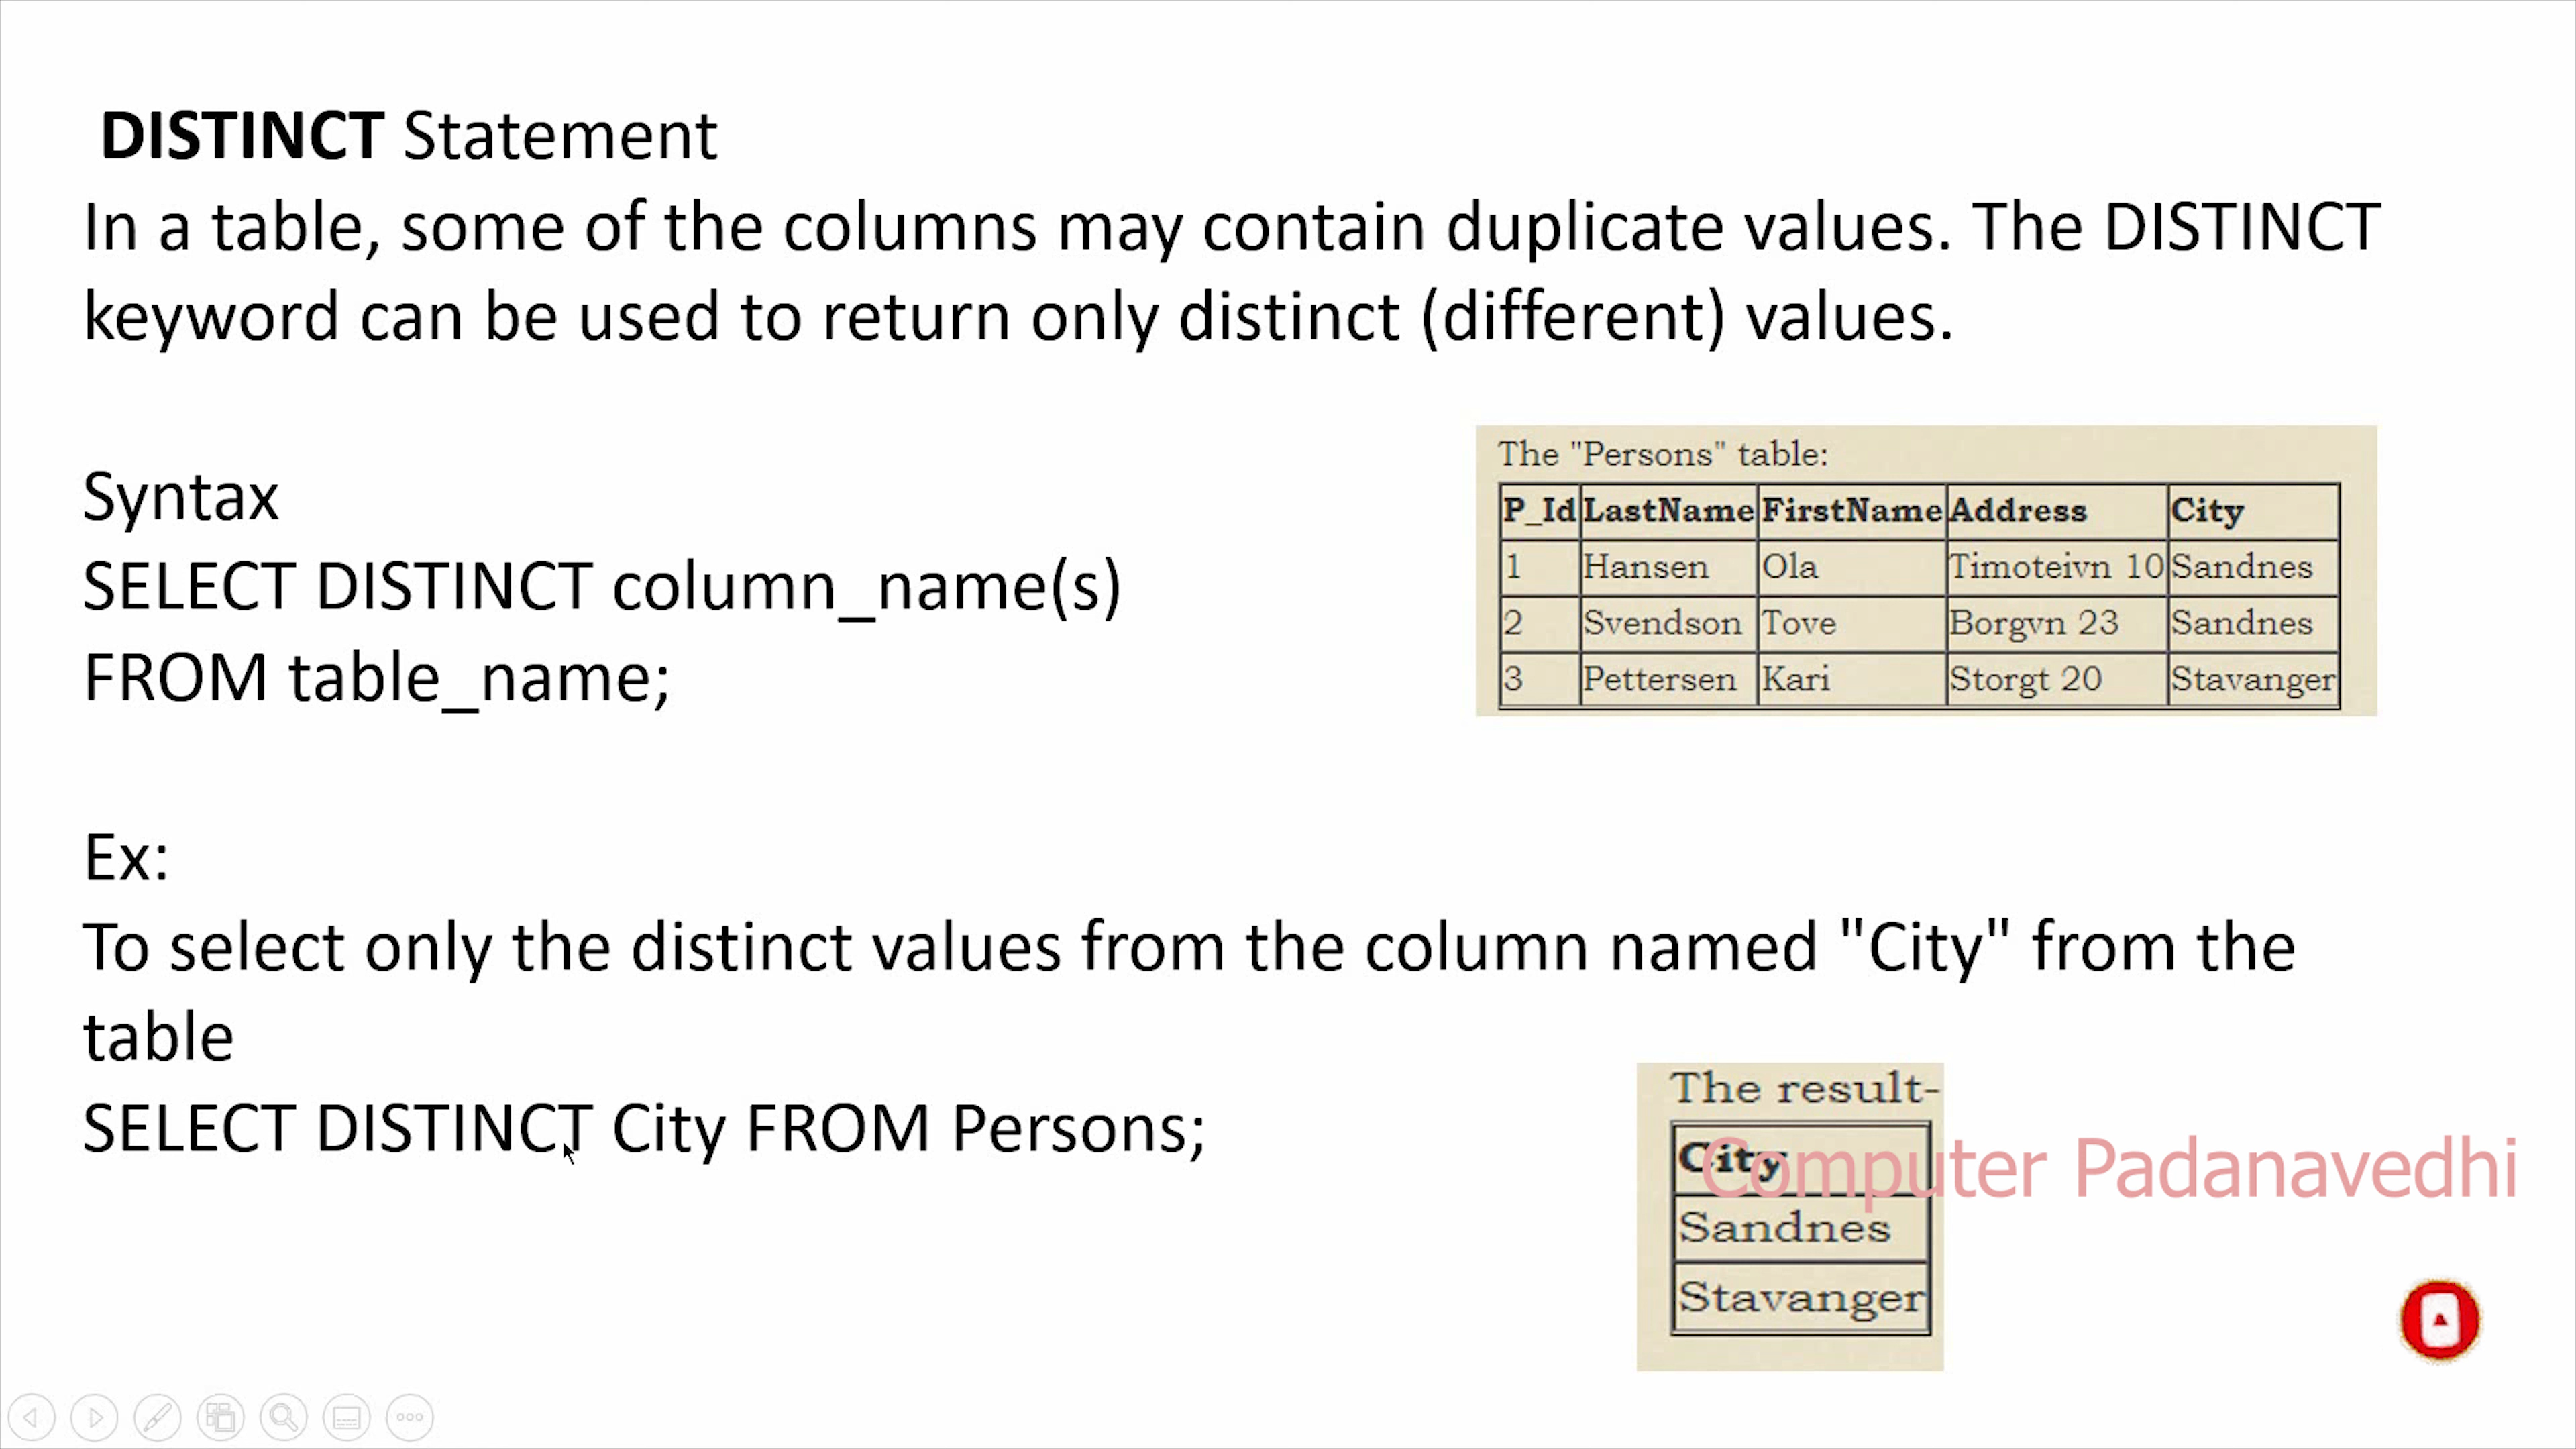 DISTINCT Statement
In a table, some of the columns may contain duplicate values. The DISTINCT
keyword can be used to return only distinct (different) values.
Syntax
SELECT DISTINCT column_name(s)
FROM table_name;
The "Persons" table:
P_Id LastName FirstName Address City
1 Hansen Ola Timoteivn 10 Sandnes
2 Svendson Tove Borgvn 23 Sandnes
3 Pettersen Kari Storgt 20 Stavanger
Ex:
To select only the distinct values from the column named "City" from the
table
SELECT DISTINCT City FROM Persons;
The result-
City
Sandnes
Stavanger
Computer Padanavedhi